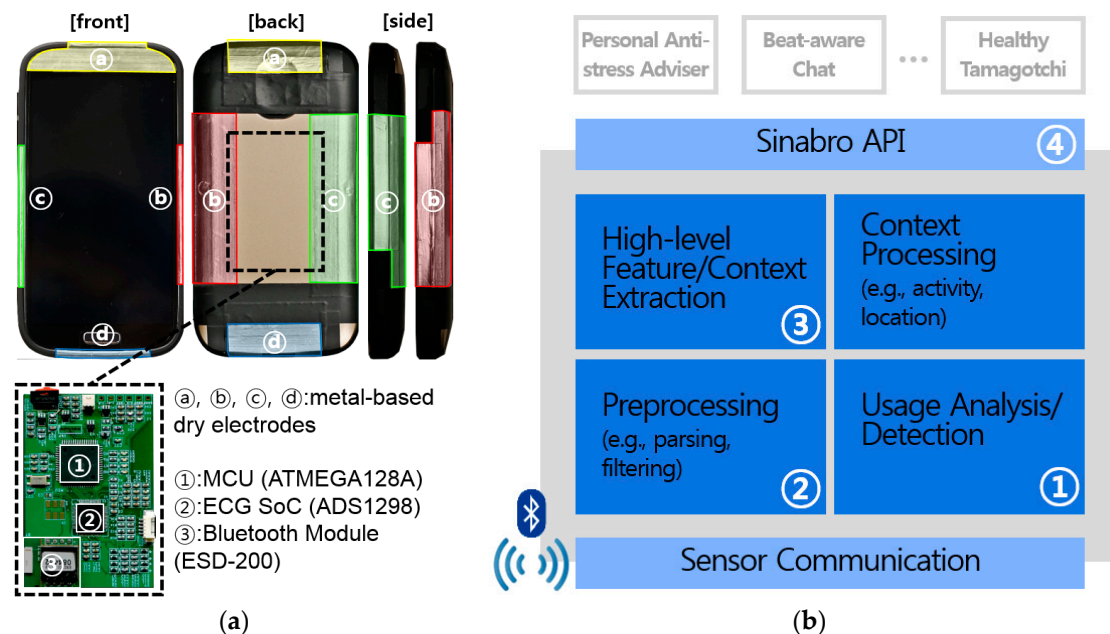 [front]
[back]
[side]
ⓐ
ⓐ
ⓒ
ⓑ
ⓑ
ⓒ
ⓒ
ⓑ
ⓓ
ⓓ
①
②
③
ⓐ, ⓑ, ⓒ, ⓓ:metal-based
dry electrodes
①:MCU (ATMEGA128A)
②:ECG SoC (ADS1298)
③:Bluetooth Module
(ESD-200)
(a)
Personal Anti-
stress Adviser
Beat-aware
Chat
...
Healthy
Tamagotchi
Sinabro API
④
High-level
Feature/Context
Extraction
③
Context
Processing
(e.g., activity,
location)
Preprocessing
(e.g., parsing,
filtering)
②
Usage Analysis/
Detection
①
Sensor Communication
(b)